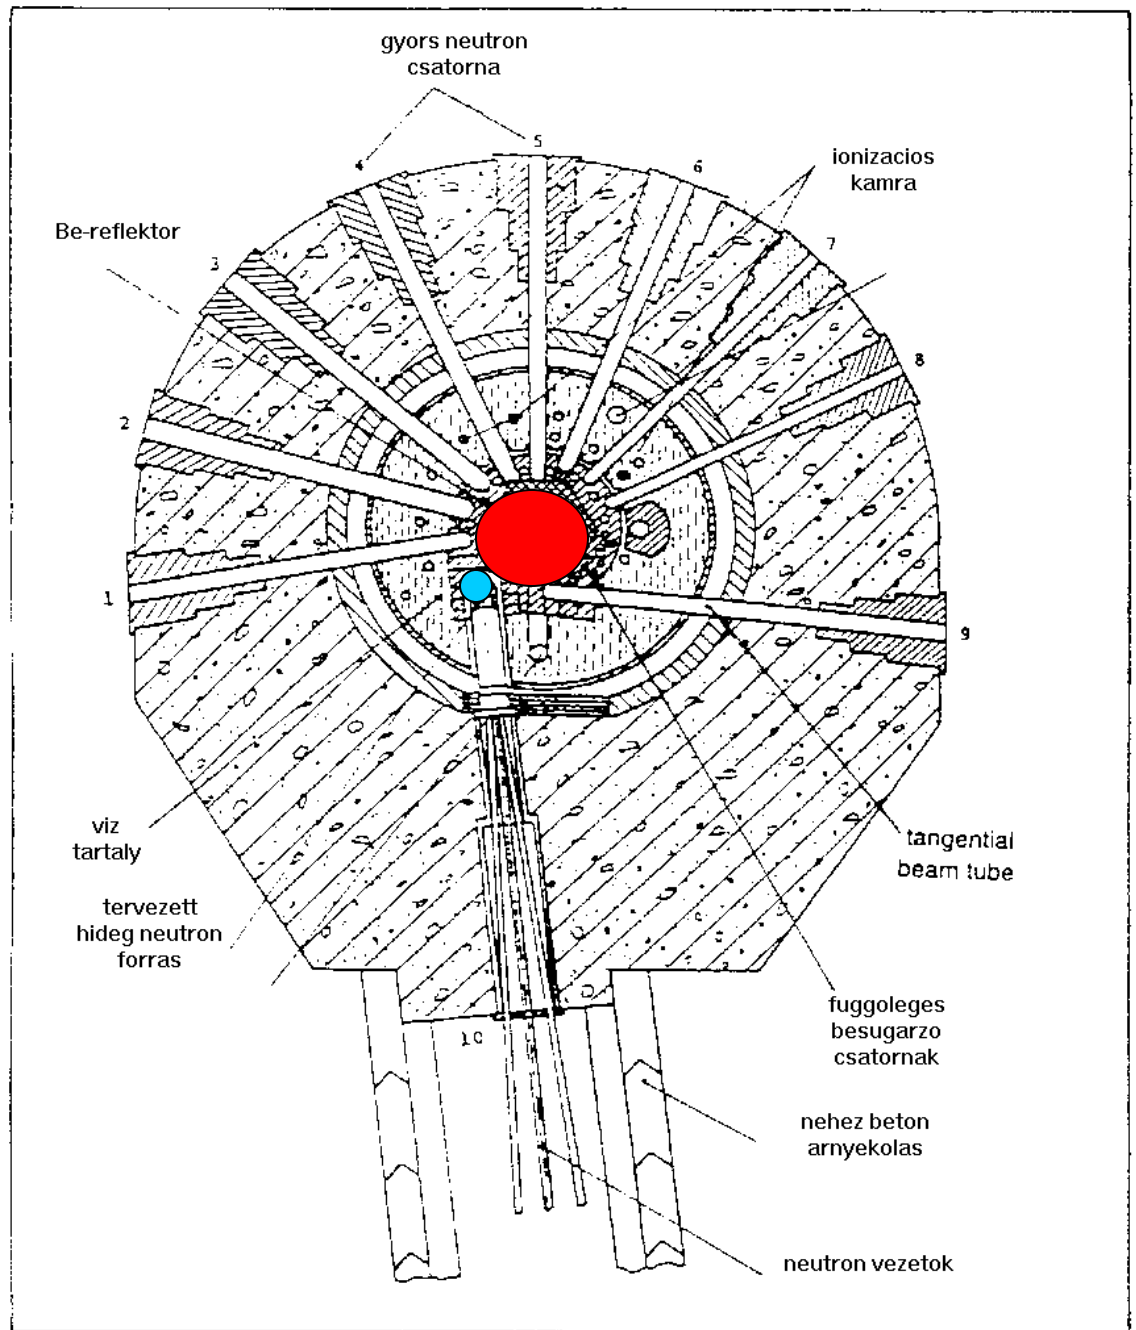 gyors neutron
csatorna
5
4
6
ionizacios
kamra
Be-reflektor
3
7
8
2
1
9
viz
tartaly
tangential
beam tube
tervezett
hideg neutron
forras
fuggoleges
besugarzo
csatornak
10
nehez beton
arnyekolas
neutron vezetok